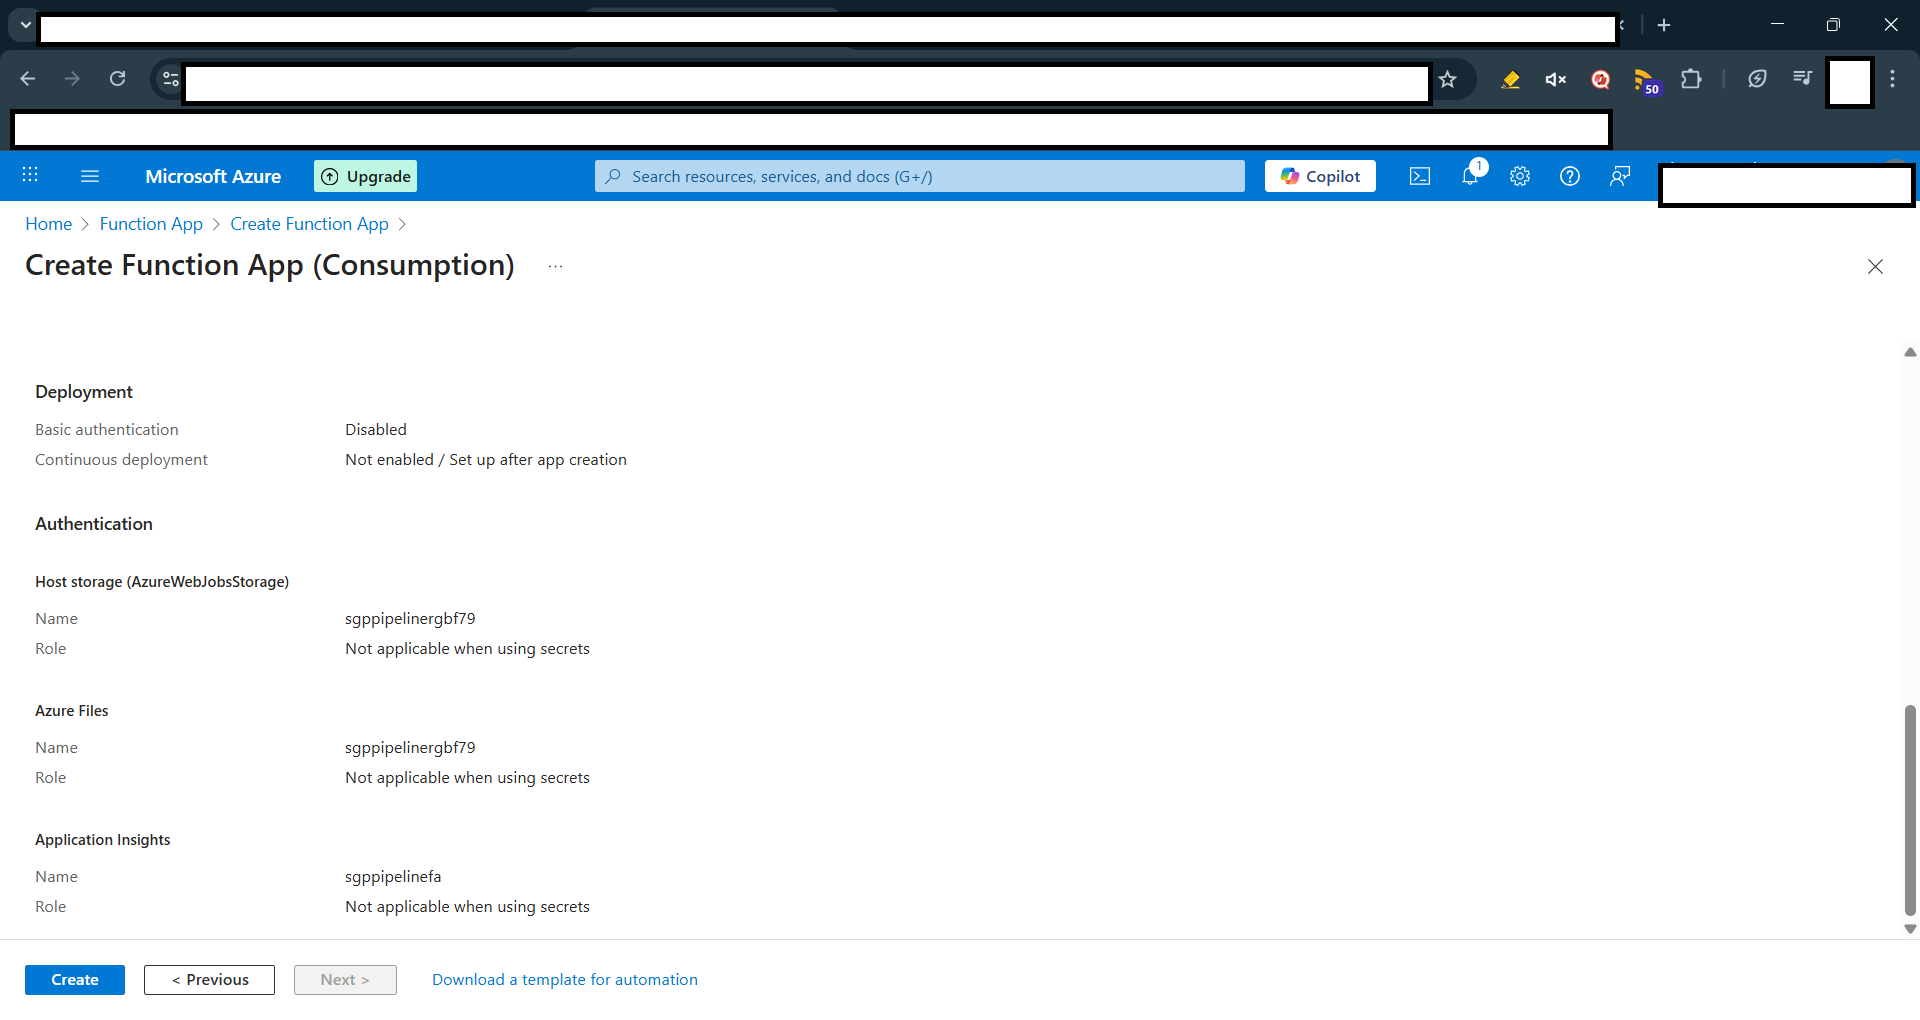 50
Microsoft Azure
Upgrade
Search resources, services, and docs (G+/)
Copilot
1
Home > Function App > Create Function App >
Create Function App (Consumption) ...
Deployment
Basic authentication Disabled
Continuous deployment Not enabled / Set up after app creation
Authentication
Host storage (AzureWebJobsStorage)
Name sgppipelinergbf79
Role Not applicable when using secrets
Azure Files
Name sgppipelinergbf79
Role Not applicable when using secrets
Application Insights
Name sgppipelinefa
Role Not applicable when using secrets
Create
< Previous
Next >
Download a template for automation